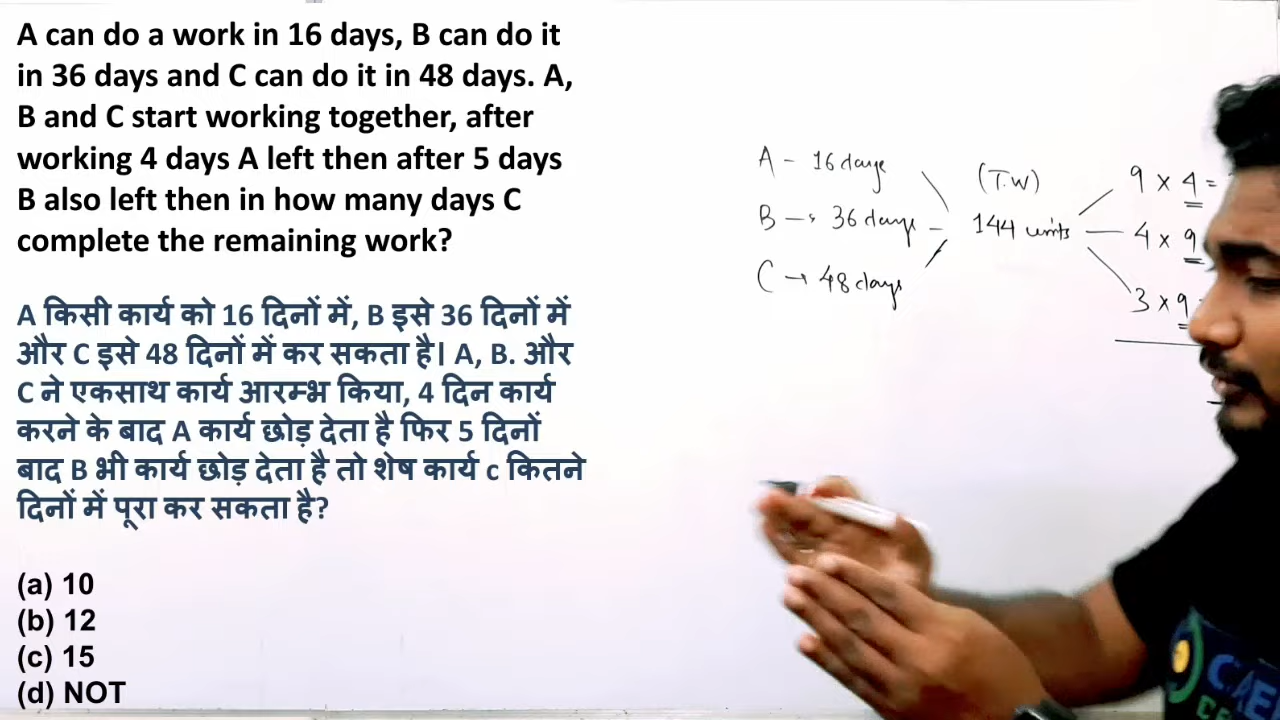 A can do a work in 16 days, B can do it
in 36 days and C can do it in 48 days. A,
B and C start working together, after
working 4 days A left then after 5 days
B also left then in how many days C
complete the remaining work?
A किसी कार्य को 16 दिनों में, B इसे 36 दिनों में
और C इसे 48 दिनों में कर सकता है। A, B. और
C ने एकसाथ कार्य आरम्भ किया, 4 दिन कार्य
करने के बाद A कार्य छोड़ देता है फिर 5 दिनों
बाद B भी कार्य छोड़ देता है तो शेष कार्य c कितने
दिनों में पूरा कर सकता है?
(a) 10
(b) 12
(c) 15
(d) NOT
A - 16 days
B → 36 days
C → 48 days
(T.W)
144 units
9 × 4 =
4 × 9
3 × 9